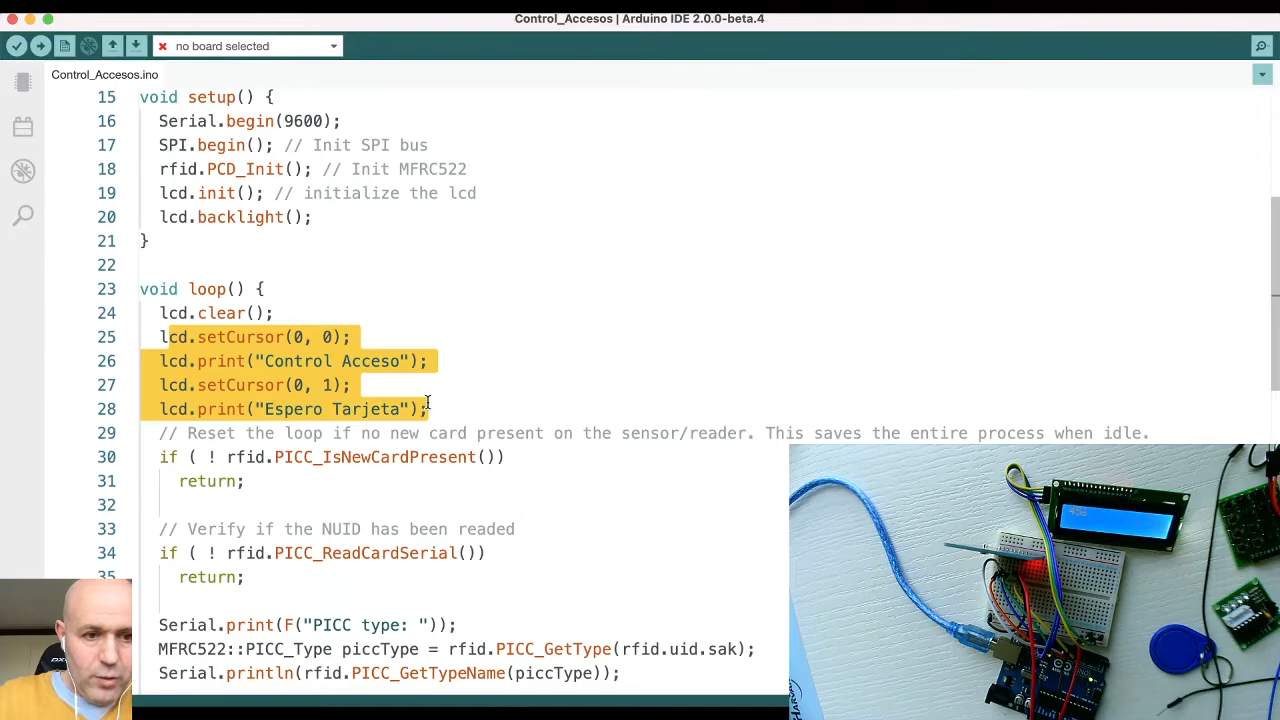 Control_Accesos | Arduino IDE 2.0.0-beta.4
no board selected
Control_Accesos.ino
15 void setup() {
16 Serial.begin(9600);
17 SPI.begin(); // Init SPI bus
18 rfid.PCD_Init(); // Init MFRC522
19 lcd.init(); // initialize the lcd
20 lcd.backlight();
21 }
22
23 void loop() {
24 lcd.clear();
25 lcd.setCursor(0, 0);
26 lcd.print("Control Acceso");
27 lcd.setCursor(0, 1);
28 lcd.print("Espero Tarjeta");
29 // Reset the loop if no new card present on the sensor/reader. This saves the entire process when idle.
30 if ( ! rfid.PICC_IsNewCardPresent())
31 return;
32
33 // Verify if the NUID has been readed
34 if ( ! rfid.PICC_ReadCardSerial())
35 return;
Serial.print(F("PICC type: "));
MFRC522::PICC_Type piccType = rfid.PICC_GetType(rfid.uid.sak);
Serial.println(rfid.PICC_GetTypeName(piccType));